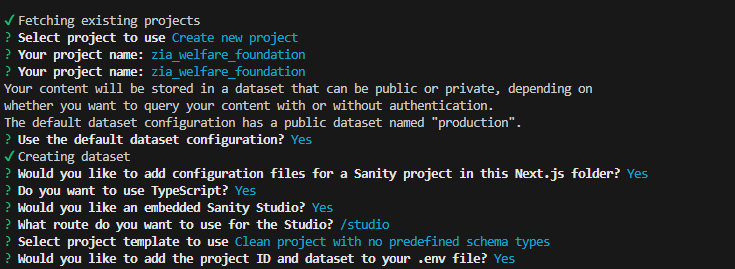 ✓ Fetching existing projects
? Select project to use Create new project
? Your project name: zia_welfare_foundation
? Your project name: zia_welfare_foundation
Your content will be stored in a dataset that can be public or private, depending on
whether you want to query your content with or without authentication.
The default dataset configuration has a public dataset named "production".
? Use the default dataset configuration? Yes
✓ Creating dataset
? Would you like to add configuration files for a Sanity project in this Next.js folder? Yes
? Do you want to use TypeScript? Yes
? Would you like an embedded Sanity Studio? Yes
? What route do you want to use for the Studio? /studio
? Select project template to use Clean project with no predefined schema types
? Would you like to add the project ID and dataset to your .env file? Yes